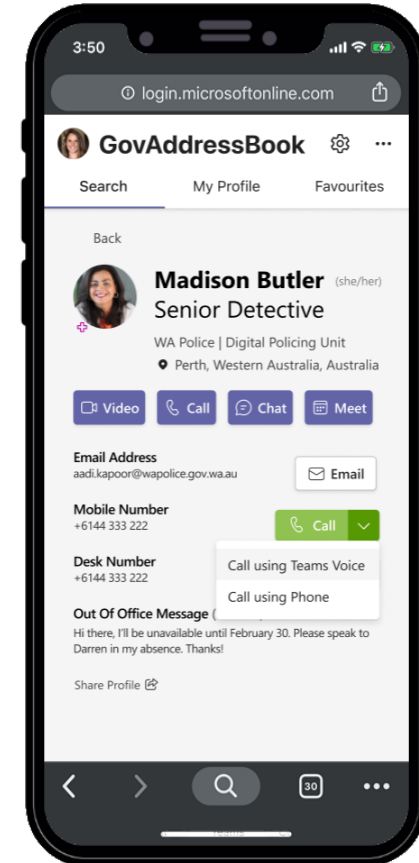 3:50
login.microsoftonline.com
GovAddressBook
Search My Profile Favourites
Back
Madison Butler (she/her)
Senior Detective
WA Police | Digital Policing Unit
Perth, Western Australia, Australia
Video Call Chat Meet
Email Address
aadi.kapoor@wapolice.gov.wa.au
Email
Mobile Number
+6144 333 222
Call
Desk Number
+6144 333 222
Call using Teams Voice
Call using Phone
Out Of Office Message
Hi there, I'll be unavailable until February 30. Please speak to
Darren in my absence. Thanks!
Share Profile
30